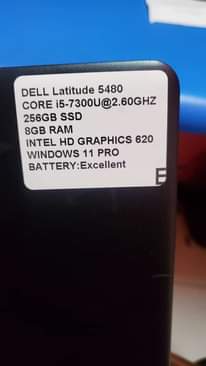 DELL Latitude 5480
CORE i5-7300U@2.60GHZ
256GB SSD
8GB RAM
INTEL HD GRAPHICS 620
WINDOWS 11 PRO
BATTERY:Excellent
E